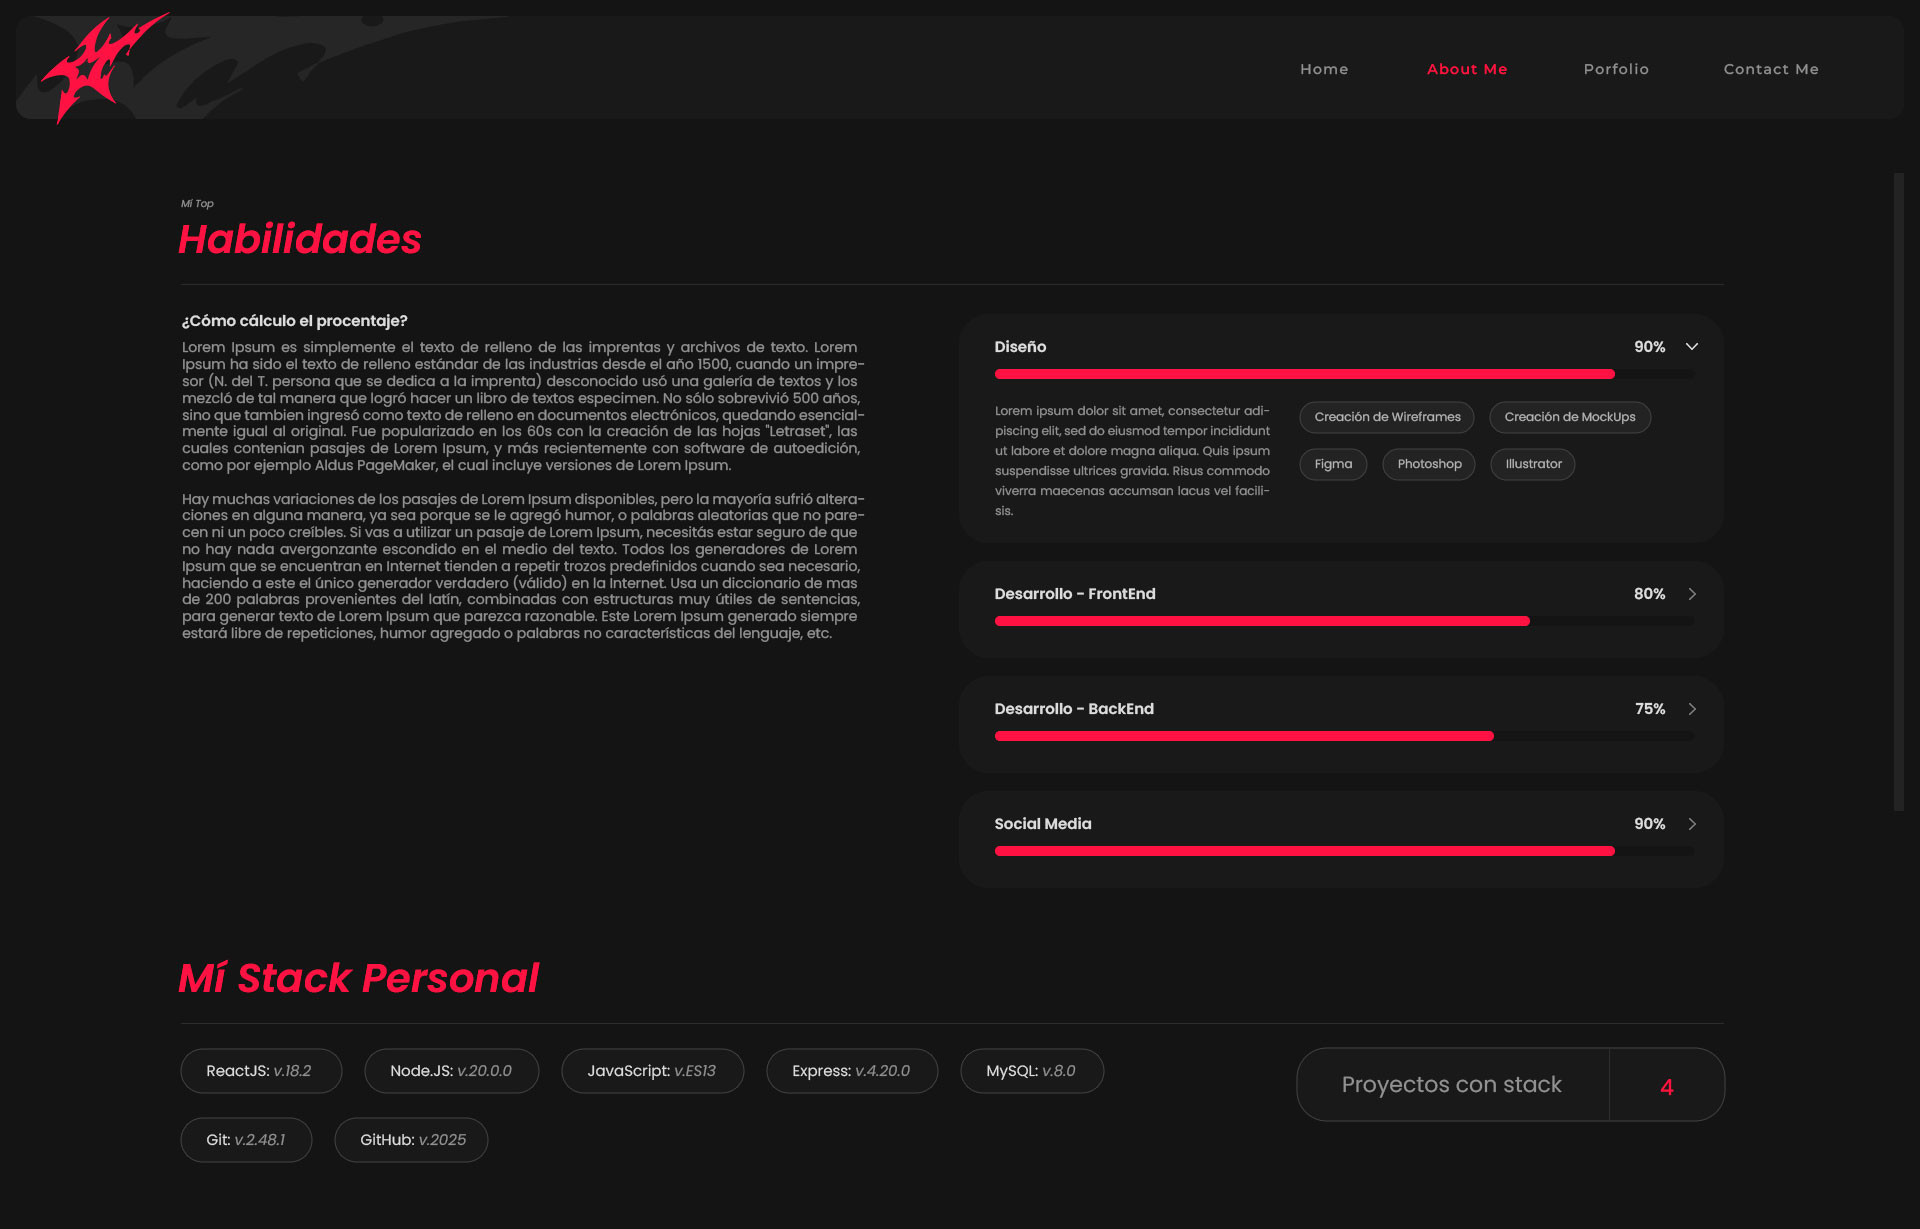 Home
About Me
Porfolio
Contact Me
Mí Top
Habilidades
¿Cómo cálculo el procentaje?
Lorem Ipsum es simplemente el texto de relleno de las imprentas y archivos de texto. Lorem
Ipsum ha sido el texto de relleno estándar de las industrias desde el año 1500, cuando un impre-
sor (N. del T. persona que se dedica a la imprenta) desconocido usó una galería de textos y los
mezcló de tal manera que logró hacer un libro de textos especimen. No sólo sobrevivió 500 años,
sino que tambien ingresó como texto de relleno en documentos electrónicos, quedando esencial-
mente igual al original. Fue popularizado en los 60s con la creación de las hojas "Letraset", las
cuales contenian pasajes de Lorem Ipsum, y más recientemente con software de autoedición,
como por ejemplo Aldus PageMaker, el cual incluye versiones de Lorem Ipsum.
Hay muchas variaciones de los pasajes de Lorem Ipsum disponibles, pero la mayoría sufrió altera-
ciones en alguna manera, ya sea porque se le agregó humor, o palabras aleatorias que no pare-
cen ni un poco creíbles. Si vas a utilizar un pasaje de Lorem Ipsum, necesitás estar seguro de que
no hay nada avergonzante escondido en el medio del texto. Todos los generadores de Lorem
Ipsum que se encuentran en Internet tienden a repetir trozos predefinidos cuando sea necesario,
haciendo a este el único generador verdadero (válido) en la Internet. Usa un diccionario de mas
de 200 palabras provenientes del latín, combinadas con estructuras muy útiles de sentencias,
para generar texto de Lorem Ipsum que parezca razonable. Este Lorem Ipsum generado siempre
estará libre de repeticiones, humor agregado o palabras no características del lenguaje, etc.
Diseño
90%
Lorem ipsum dolor sit amet, consectetur adi-
piscing elit, sed do eiusmod tempor incididunt
ut labore et dolore magna aliqua. Quis ipsum
suspendisse ultrices gravida. Risus commodo
viverra maecenas accumsan lacus vel facili-
sis.
Creación de Wireframes
Creación de MockUps
Figma
Photoshop
Illustrator
Desarrollo - FrontEnd
80%
Desarrollo - BackEnd
75%
Social Media
90%
Mí Stack Personal
ReactJS: v.18.2
Node.JS: v.20.0.0
JavaScript: v.ES13
Express: v.4.20.0
MySQL: v.8.0
Git: v.2.48.1
GitHub: v.2025
Proyectos con stack
4